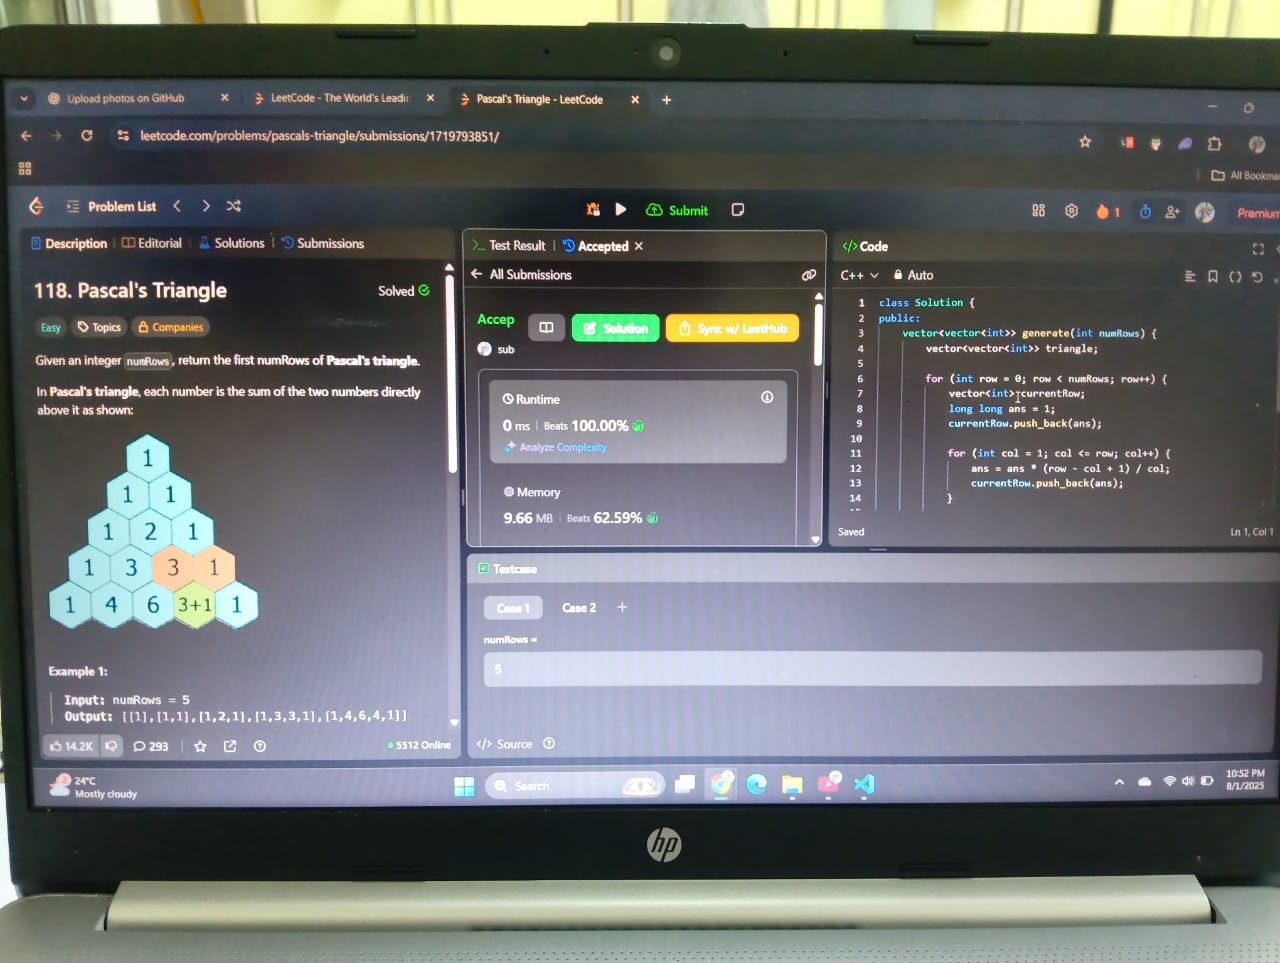 Upload photos on GitHub
LeetCode - The World's Leadin
Pascal's Triangle - LeetCode
leetcode.com/problems/pascals-triangle/submissions/1719793851/
All Bookma
Problem List
Submit
1
Premium
Description | Editorial | Solutions | Submissions
118. Pascal's Triangle
Solved
Easy
Topics
Companies
Given an integer numRows, return the first numRows of Pascal's triangle.
In Pascal's triangle, each number is the sum of the two numbers directly
above it as shown:
1
1 1
1 2 1
1 3 3 1
1 4 6 3+1 1
Example 1:
Input: numRows = 5
Output: [[1],[1,1],[1,2,1],[1,3,3,1],[1,4,6,4,1]]
14.2K
293
5512 Online
Test Result
Accepted
All Submissions
Accep
Solution
Sync w/ LeetHub
sub
Runtime
0 ms | Beats 100.00%
Analyze Complexity
Memory
9.66 MB | Beats 62.59%
</> Code
C++
Auto
1 class Solution {
2 public:
3 vector<vector<int>> generate(int numRows) {
4 vector<vector<int>> triangle;
5
6 for (int row = 0; row < numRows; row++) {
7 vector<int> currentRow;
8 long long ans = 1;
9 currentRow.push_back(ans);
10
11 for (int col = 1; col <= row; col++) {
12 ans = ans * (row - col + 1) / col;
13 currentRow.push_back(ans);
14 }
Saved
Ln 1, Col 1
Testcase
Case 1
Case 2
numRows =
5
</> Source
24°C
Mostly cloudy
Search
10:52 PM
8/1/2025
hp